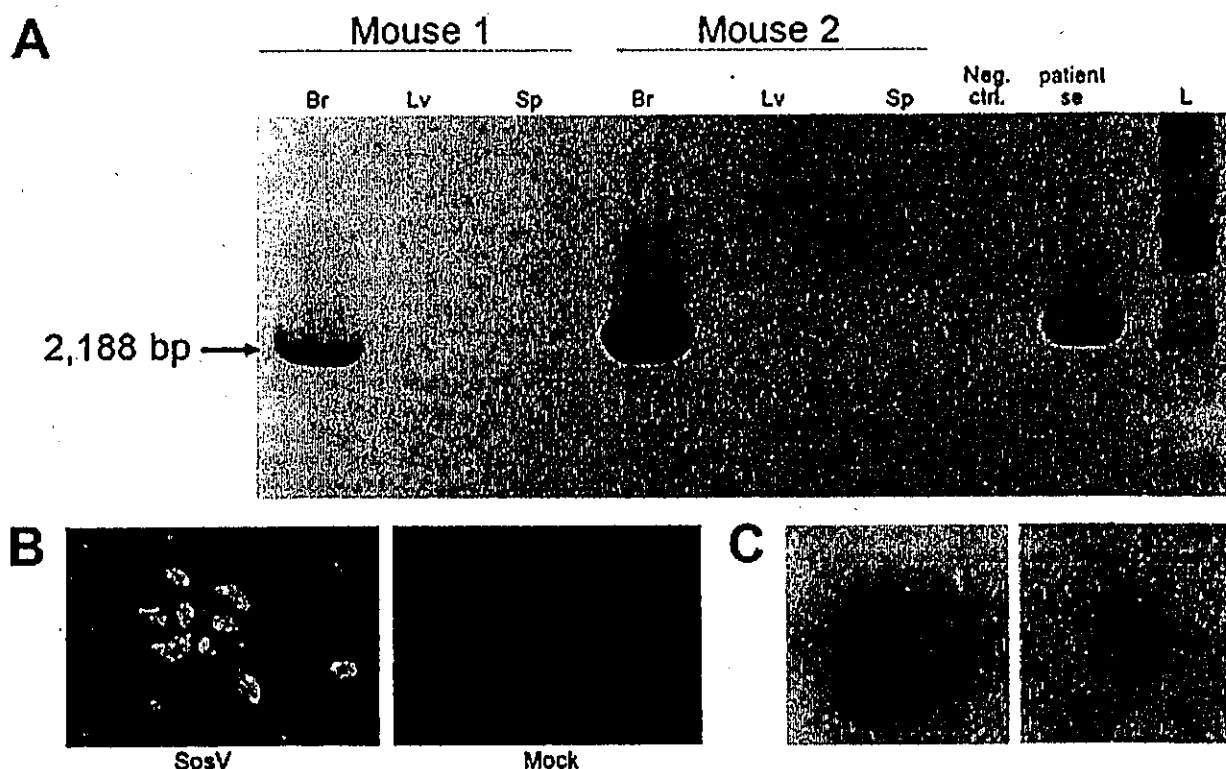 A
Mouse 1 Mouse 2
Br Lv Sp Br Lv Sp Neg. ctrl. patient se L
2,188 bp
B
SosV Mock
C